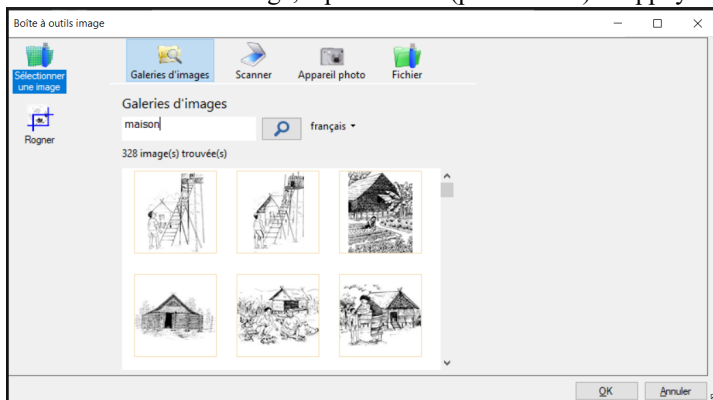 Boîte à outils image
Sélectionner
une image
Rogner
Galeries d'images
Scanner
Appareil photo
Fichier
Galeries d'images
maison
français
328 image(s) trouvée(s)
OK
Annuler